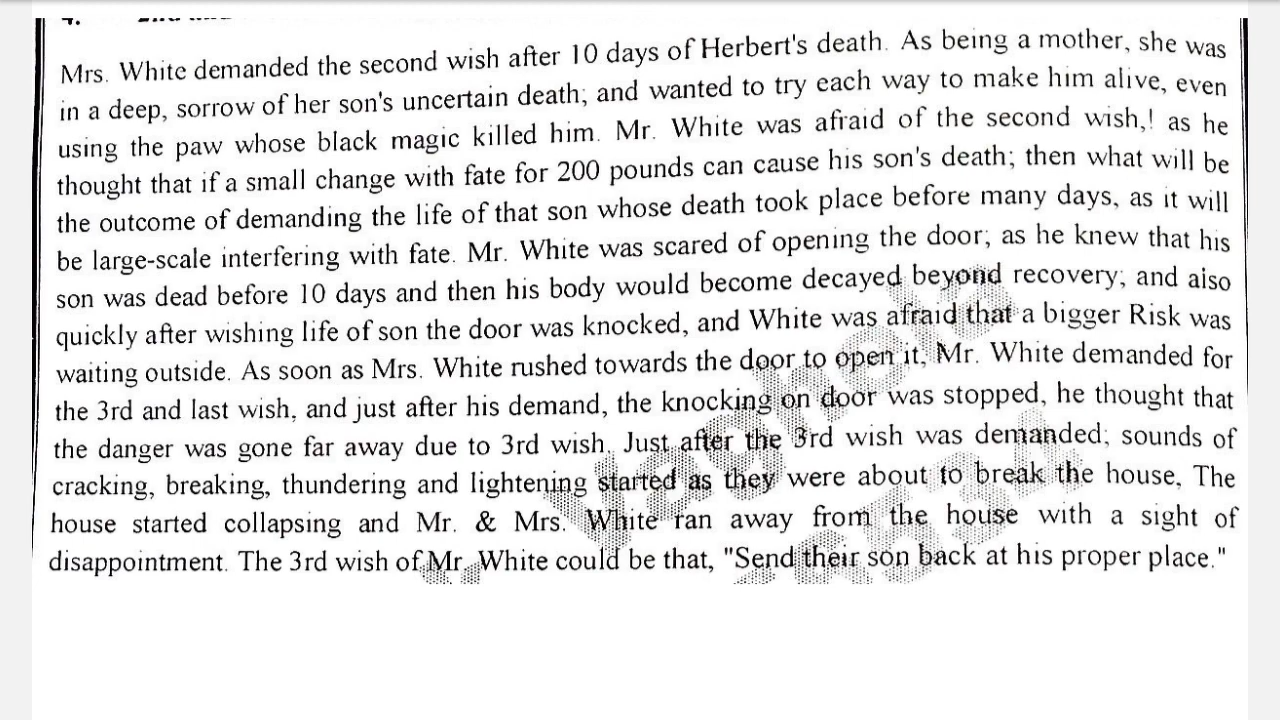 4.
Mrs. White demanded the second wish after 10 days of Herbert's death. As being a mother, she was
in a deep, sorrow of her son's uncertain death; and wanted to try each way to make him alive, even
using the paw whose black magic killed him. Mr. White was afraid of the second wish,! as he
thought that if a small change with fate for 200 pounds can cause his son's death; then what will be
the outcome of demanding the life of that son whose death took place before many days, as it will
be large-scale interfering with fate. Mr. White was scared of opening the door; as he knew that his
son was dead before 10 days and then his body would become decayed beyond recovery; and aiso
quickly after wishing life of son the door was knocked, and White was afraid that a bigger Risk was
waiting outside. As soon as Mrs. White rushed towards the door to open it, Mr. White demanded for
the 3rd and last wish, and just after his demand, the knocking on door was stopped, he thought that
the danger was gone far away due to 3rd wish. Just after the 3rd wish was demanded; sounds of
cracking, breaking, thundering and lightening started as they were about to break the house, The
house started collapsing and Mr. & Mrs. White ran away from the house with a sight of
disappointment. The 3rd wish of Mr. White could be that, "Send their son back at his proper place."